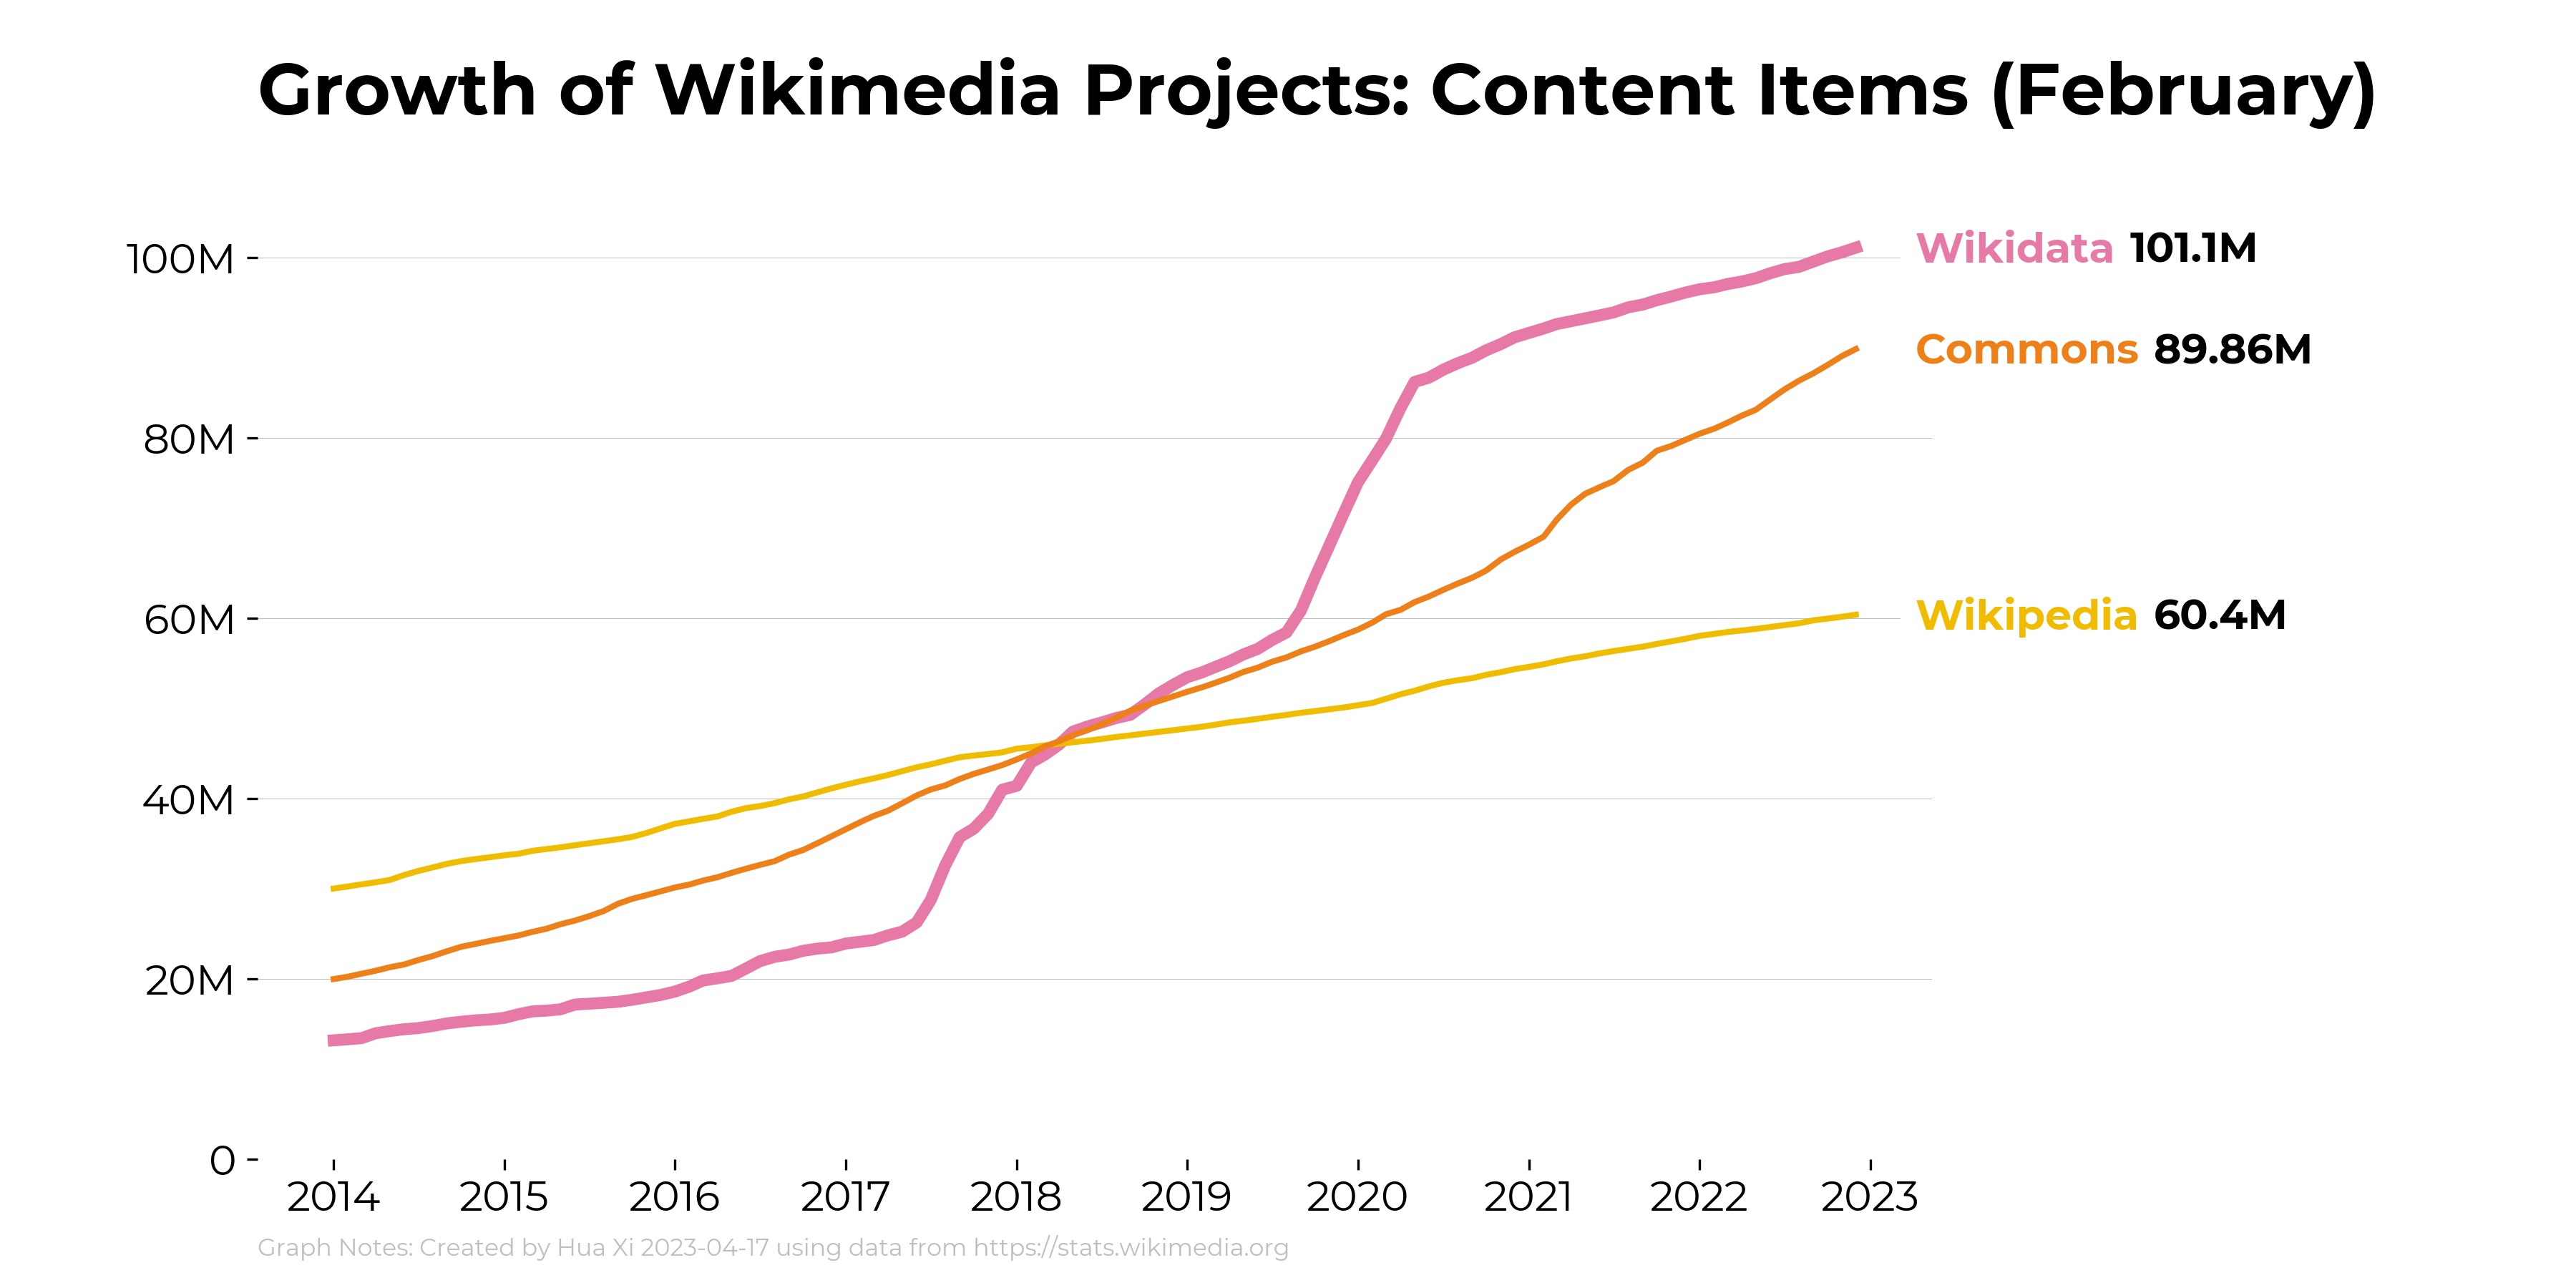 Growth of Wikimedia Projects: Content Items (February)
100M
Wikidata 101.1M
Commons 89.86M
80M
60M
Wikipedia 60.4M
40M
20M
0
2014 2015 2016 2017 2018 2019 2020 2021 2022 2023
Graph Notes: Created by Hua Xi 2023-04-17 using data from https://stats.wikimedia.org